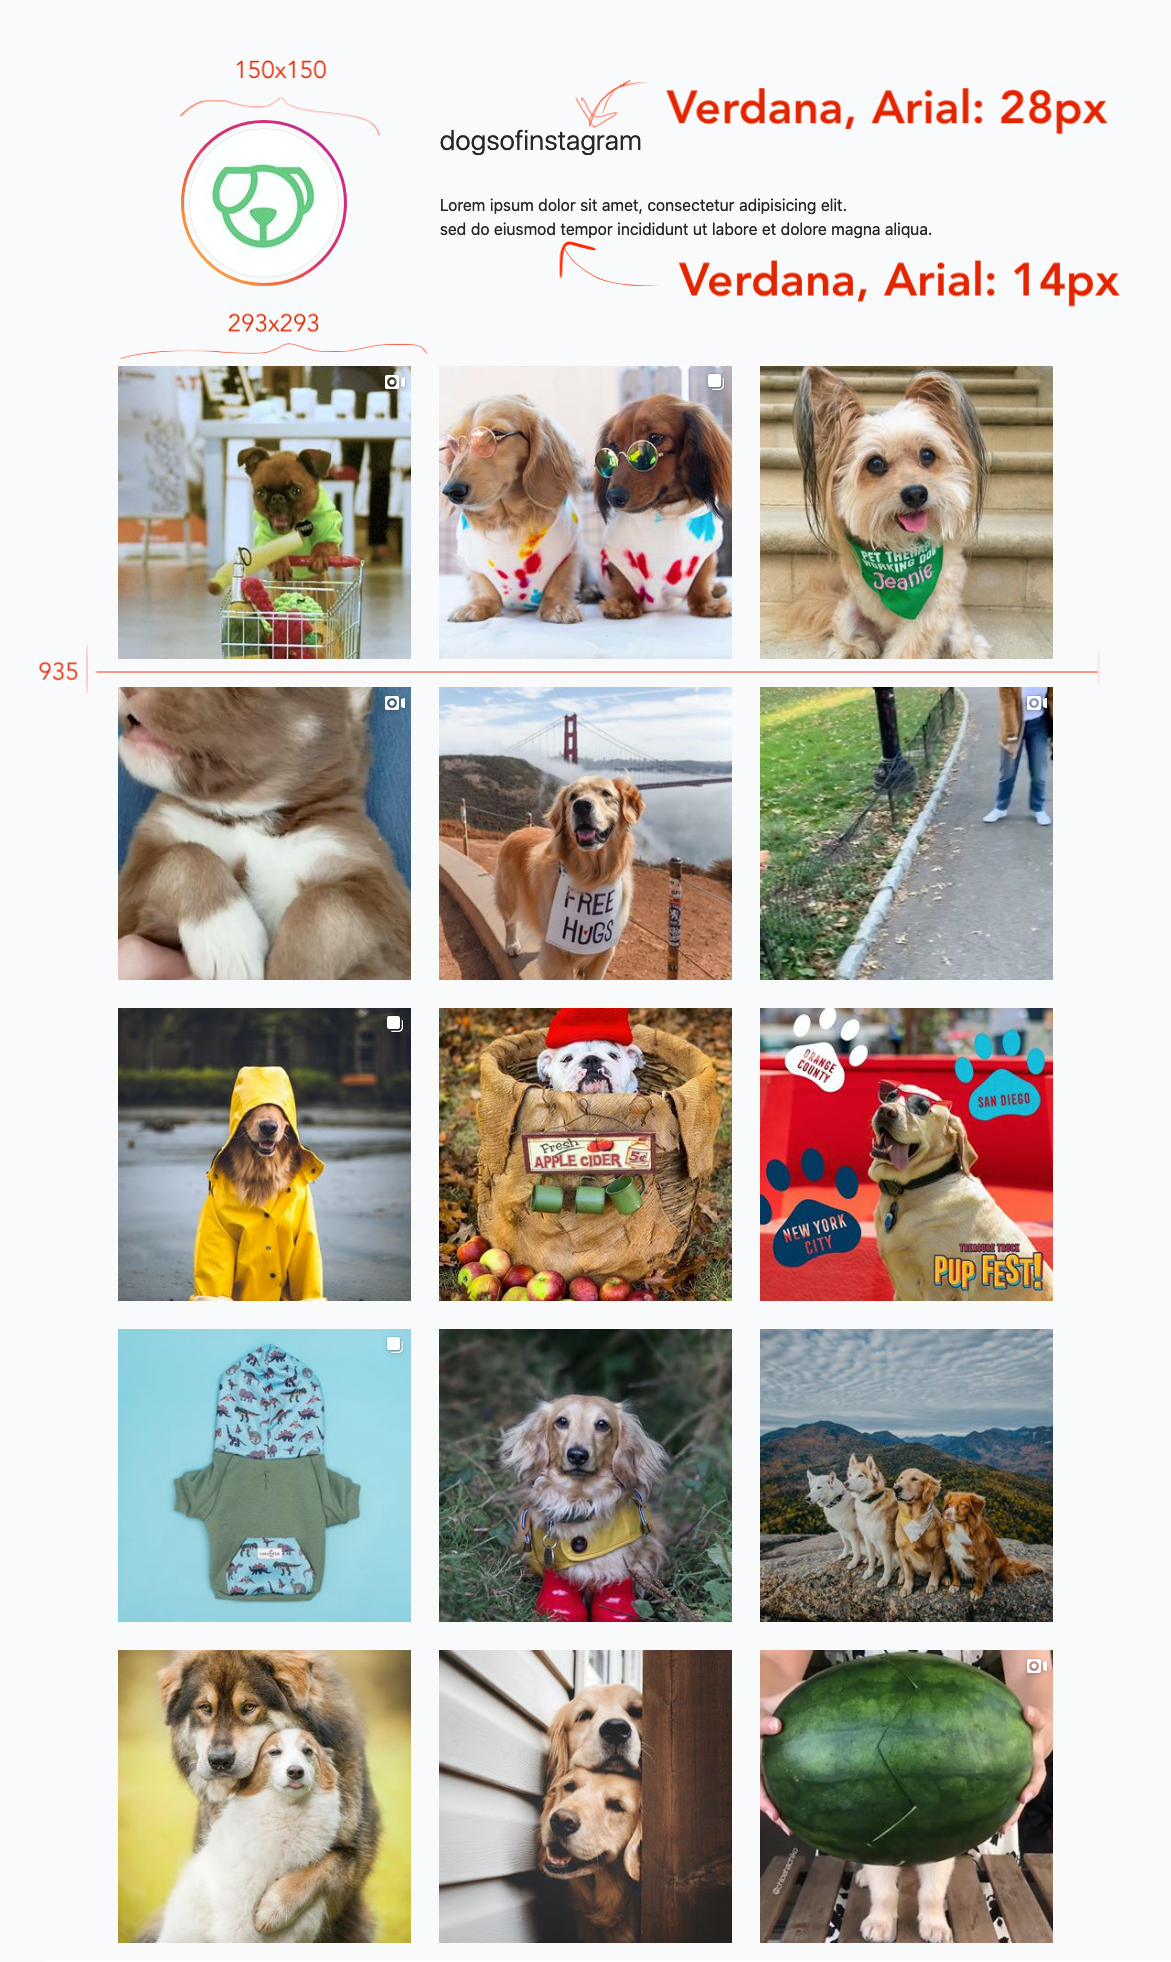 150x150
Verdana, Arial: 28px
dogsofinstagram
Lorem ipsum dolor sit amet, consectetur adipisicing elit.
sed do eiusmod tempor incididunt ut labore et dolore magna aliqua.
Verdana, Arial: 14px
293x293
PET THERAPY
WORKING DOG
Jeanie
935
FREE
HUGS
ORANGE
COUNTY
SAN DIEGO
Fresh
APPLE CIDER 5¢
NEW YORK
CITY
TREASURE TRUCK
PUP FEST!